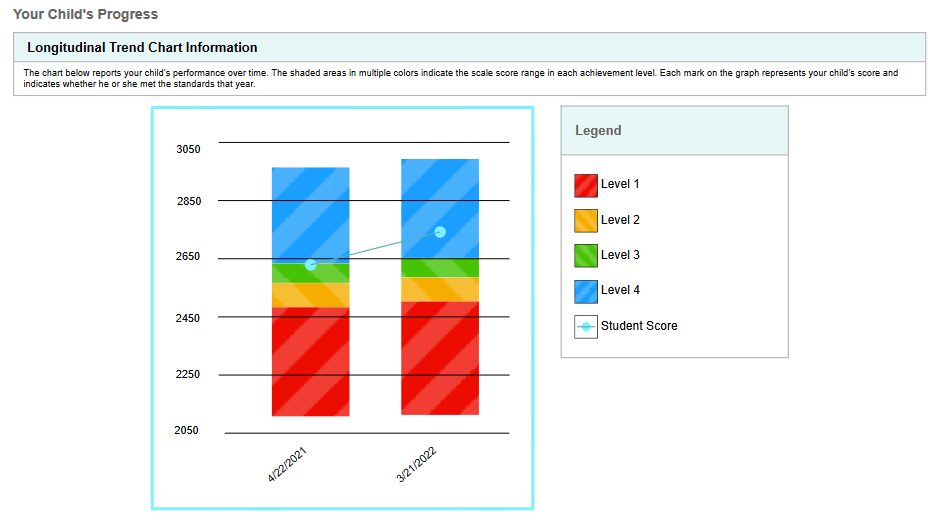 Your Child's Progress
Longitudinal Trend Chart Information
The chart below reports your child's performance over time. The shaded areas in multiple colors indicate the scale score range in each achievement level. Each mark on the graph represents your child's score and
indicates whether he or she met the standards that year.
3050
2850
2650
2450
2250
2050
4/22/2021
3/21/2022
Legend
Level 1
Level 2
Level 3
Level 4
Student Score